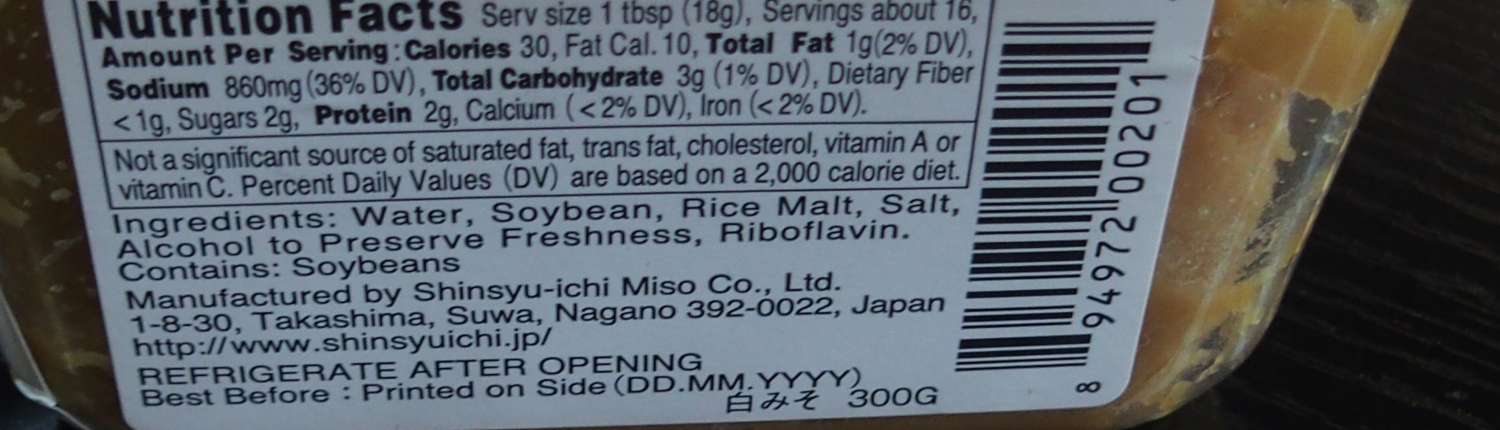 Nutrition Facts Serv size 1 tbsp (18g), Servings about 16,
Amount Per Serving : Calories 30, Fat Cal. 10, Total Fat 1g(2% DV),
Sodium 860mg (36% DV), Total Carbohydrate 3g (1% DV), Dietary Fiber
<1g, Sugars 2g, Protein 2g, Calcium (<2% DV), Iron (<2% DV).
Not a significant source of saturated fat, trans fat, cholesterol, vitamin A or
vitamin C. Percent Daily Values (DV) are based on a 2,000 calorie diet.
Ingredients: Water, Soybean, Rice Malt, Salt,
Alcohol to Preserve Freshness, Riboflavin.
Contains: Soybeans
Manufactured by Shinsyu-ichi Miso Co., Ltd.
1-8-30, Takashima, Suwa, Nagano 392-0022, Japan
http://www.shinsyuichi.jp/
REFRIGERATE AFTER OPENING
Best Before : Printed on Side (DD.MM.YYYY)
白みそ 300G
8 94972 00201